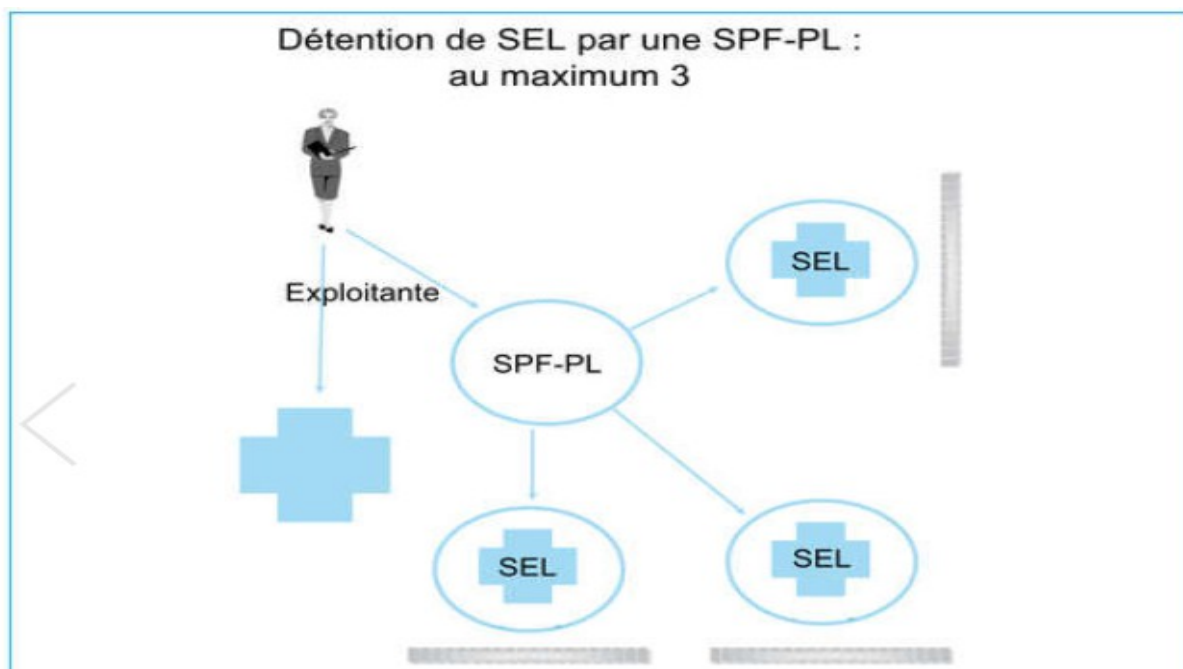 Détention de SEL par une SPF-PL :
au maximum 3
Exploitante
SEL
SPF-PL
SEL
SEL